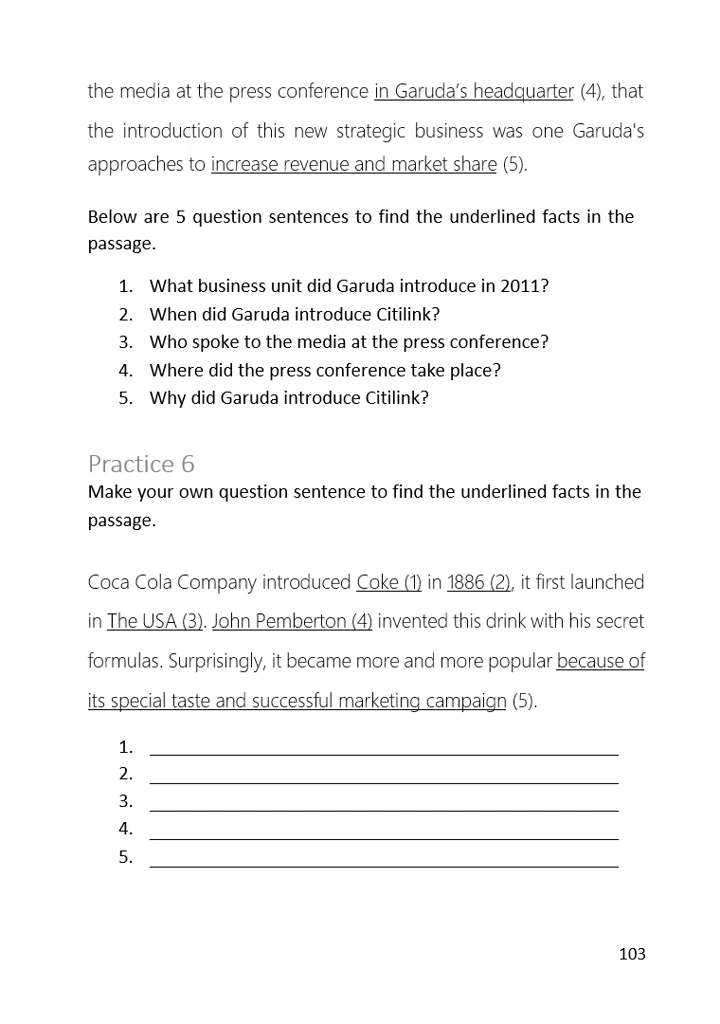 the media at the press conference in Garuda’s headquarter (4), that
the introduction of this new strategic business was one Garuda's
approaches to increase revenue and market share (5).
Below are 5 question sentences to find the underlined facts in the
passage.
1. What business unit did Garuda introduce in 2011?
2. When did Garuda introduce Citilink?
3. Who spoke to the media at the press conference?
4. Where did the press conference take place?
5. Why did Garuda introduce Citilink?
Practice 6
Make your own question sentence to find the underlined facts in the
passage.
Coca Cola Company introduced Coke (1) in 1886 (2), it first launched
in The USA (3). John Pemberton (4) invented this drink with his secret
formulas. Surprisingly, it became more and more popular because of
its special taste and successful marketing campaign (5).
1.
2.
3.
4.
5.
103